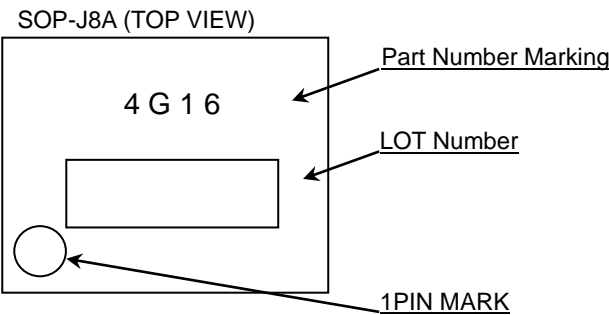 SOP-J8A (TOP VIEW)
Part Number Marking
4 G 1 6
LOT Number
1PIN MARK